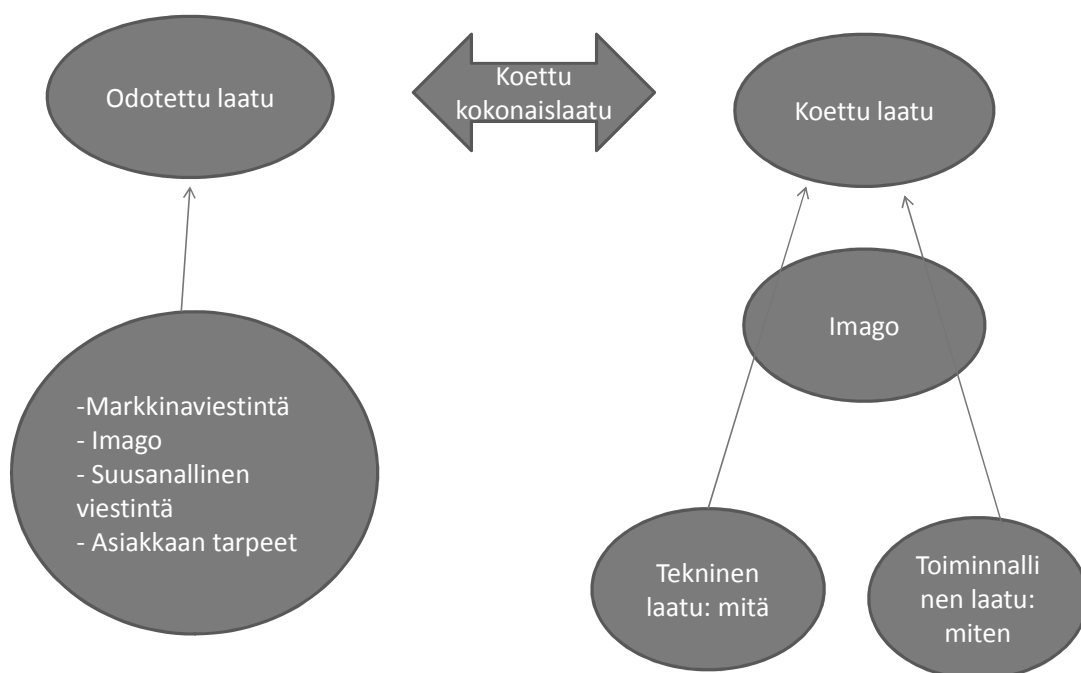 Odotettu laatu
Koettu
kokonaislaatu
Koettu laatu
Imago
-Markkinaviestintä
- Imago
- Suusanallinen
viestintä
- Asiakkaan tarpeet
Tekninen
laatu: mitä
Toiminnalli
nen laatu:
miten